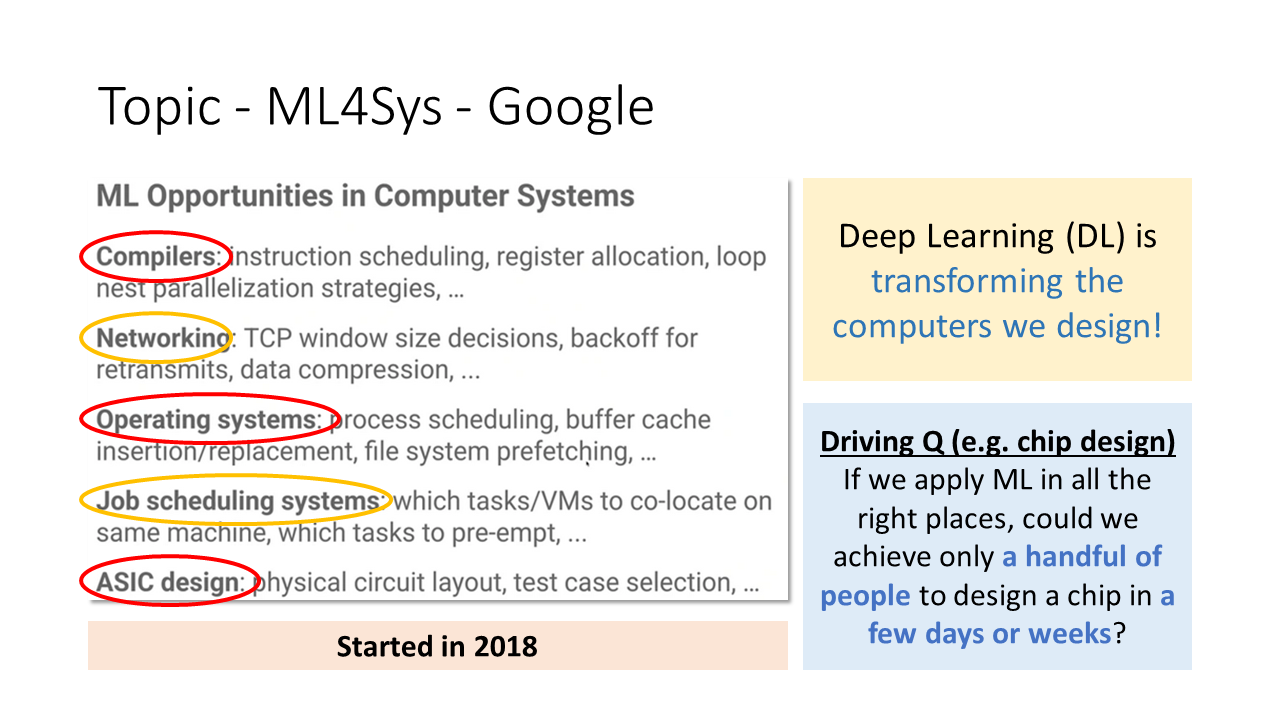 Topic - ML4Sys - Google
ML Opportunities in Computer Systems
Compilers: instruction scheduling, register allocation, loop
nest parallelization strategies, …
Networking: TCP window size decisions, backoff for
retransmits, data compression, ...
Operating systems: process scheduling, buffer cache
insertion/replacement, file system prefetching, …
Job scheduling systems: which tasks/VMs to co-locate on
same machine, which tasks to pre-empt, ...
ASIC design: physical circuit layout, test case selection, …
Started in 2018
Deep Learning (DL) is
transforming the
computers we design!
Driving Q (e.g. chip design)
If we apply ML in all the
right places, could we
achieve only a handful of
people to design a chip in a
few days or weeks?